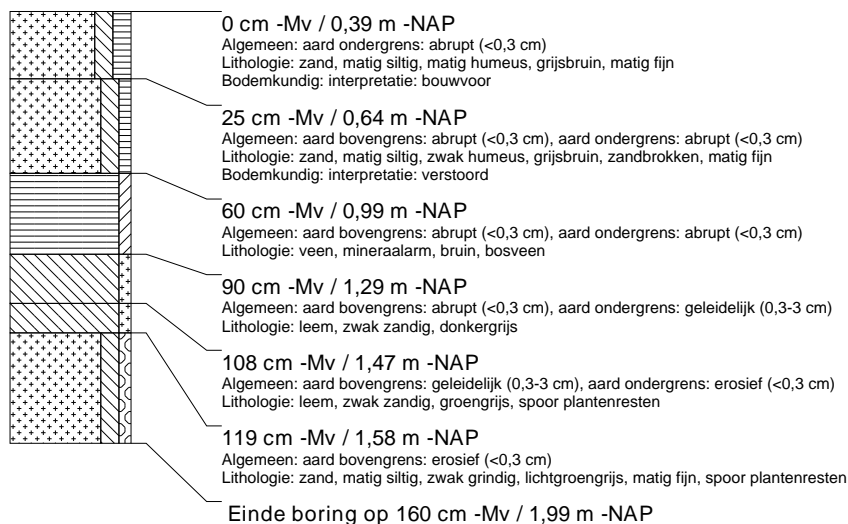 0 cm -Mv / 0,39 m -NAP
Algemeen: aard ondergrens: abrupt (<0,3 cm)
Lithologie: zand, matig siltig, matig humeus, grijsbruin, matig fijn
Bodemkundig: interpretatie: bouwvoor
25 cm -Mv / 0,64 m -NAP
Algemeen: aard bovengrens: abrupt (<0,3 cm), aard ondergrens: abrupt (<0,3 cm)
Lithologie: zand, matig siltig, zwak humeus, grijsbruin, zandbrokken, matig fijn
Bodemkundig: interpretatie: verstoord
60 cm -Mv / 0,99 m -NAP
Algemeen: aard bovengrens: abrupt (<0,3 cm), aard ondergrens: abrupt (<0,3 cm)
Lithologie: veen, mineraalarm, bruin, bosveen
90 cm -Mv / 1,29 m -NAP
Algemeen: aard bovengrens: abrupt (<0,3 cm), aard ondergrens: geleidelijk (0,3-3 cm)
Lithologie: leem, zwak zandig, donkergrijs
108 cm -Mv / 1,47 m -NAP
Algemeen: aard bovengrens: geleidelijk (0,3-3 cm), aard ondergrens: erosief (<0,3 cm)
Lithologie: leem, zwak zandig, groengrijs, spoor plantenresten
119 cm -Mv / 1,58 m -NAP
Algemeen: aard bovengrens: erosief (<0,3 cm)
Lithologie: zand, matig siltig, zwak grindig, lichtgroengrijs, matig fijn, spoor plantenresten
Einde boring op 160 cm -Mv / 1,99 m -NAP